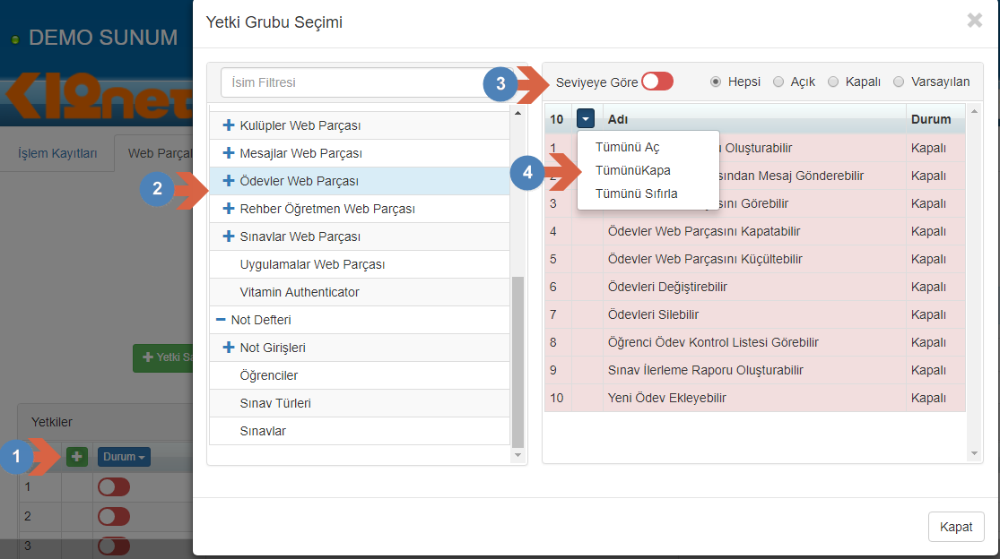 DEMO SUNUM
K12net
İşlem Kayıtları
Web Parçal
Yetki Sa
Yetkiler
1
Durum
1
2
3
Yetki Grubu Seçimi
×
İsim Filtresi
Kulüpler Web Parçası
Mesajlar Web Parçası
2
Ödevler Web Parçası
Rehber Öğretmen Web Parçası
Sınavlar Web Parçası
Uygulamalar Web Parçası
Vitamin Authenticator
Not Defteri
Not Girişleri
Öğrenciler
Sınav Türleri
Sınavlar
3
Seviyeye Göre Hepsi Açık Kapalı Varsayılan
10 Adı Durum
Tümünü Aç
4
TümünüKapa
Tümünü Sıfırla
1 Oluşturabilir Kapalı
2 sından Mesaj Gönderebilir Kapalı
3 sını Görebilir Kapalı
4 Ödevler Web Parçasını Kapatabilir Kapalı
5 Ödevler Web Parçasını Küçültebilir Kapalı
6 Ödevleri Değiştirebilir Kapalı
7 Ödevleri Silebilir Kapalı
8 Öğrenci Ödev Kontrol Listesi Görebilir Kapalı
9 Sınav İlerleme Raporu Oluşturabilir Kapalı
10 Yeni Ödev Ekleyebilir Kapalı
Kapat